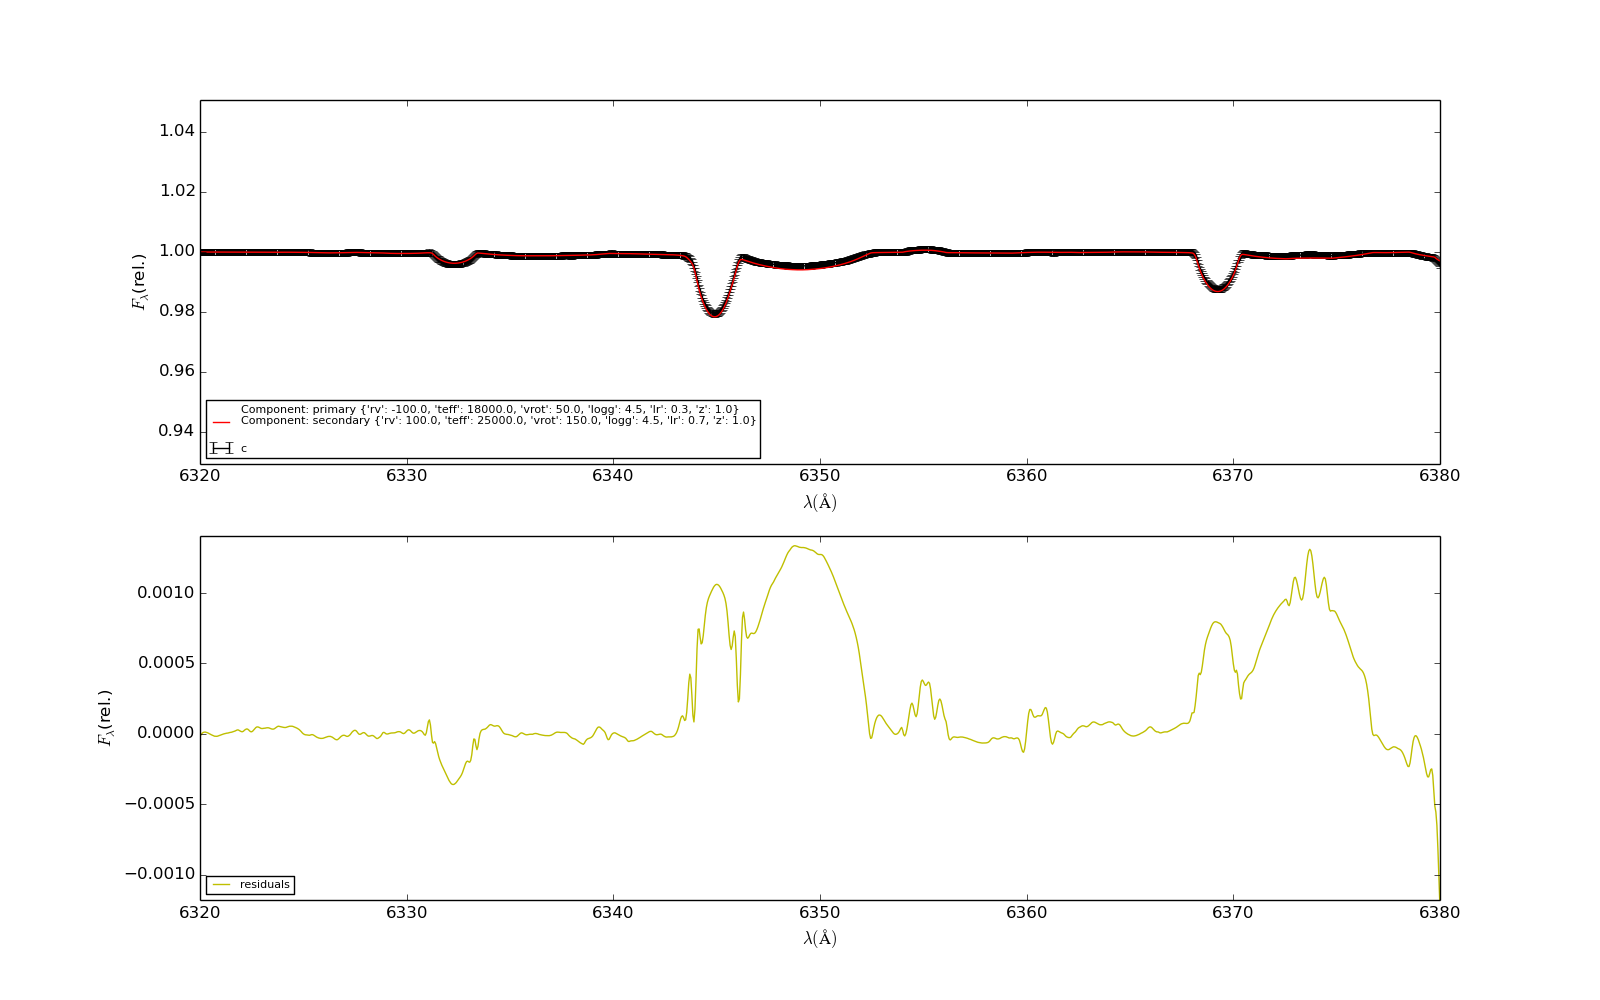 1.04
1.02
1.00
0.98
0.96
0.94
F_λ(rel.)
Component: primary {'rv': -100.0, 'teff': 18000.0, 'vrot': 50.0, 'logg': 4.5, 'lr': 0.3, 'z': 1.0}
Component: secondary {'rv': 100.0, 'teff': 25000.0, 'vrot': 150.0, 'logg': 4.5, 'lr': 0.7, 'z': 1.0}
c
6320 6330 6340 6350 6360 6370 6380
λ(Å)
0.0010
0.0005
0.0000
−0.0005
−0.0010
F_λ(rel.)
residuals
6320 6330 6340 6350 6360 6370 6380
λ(Å)